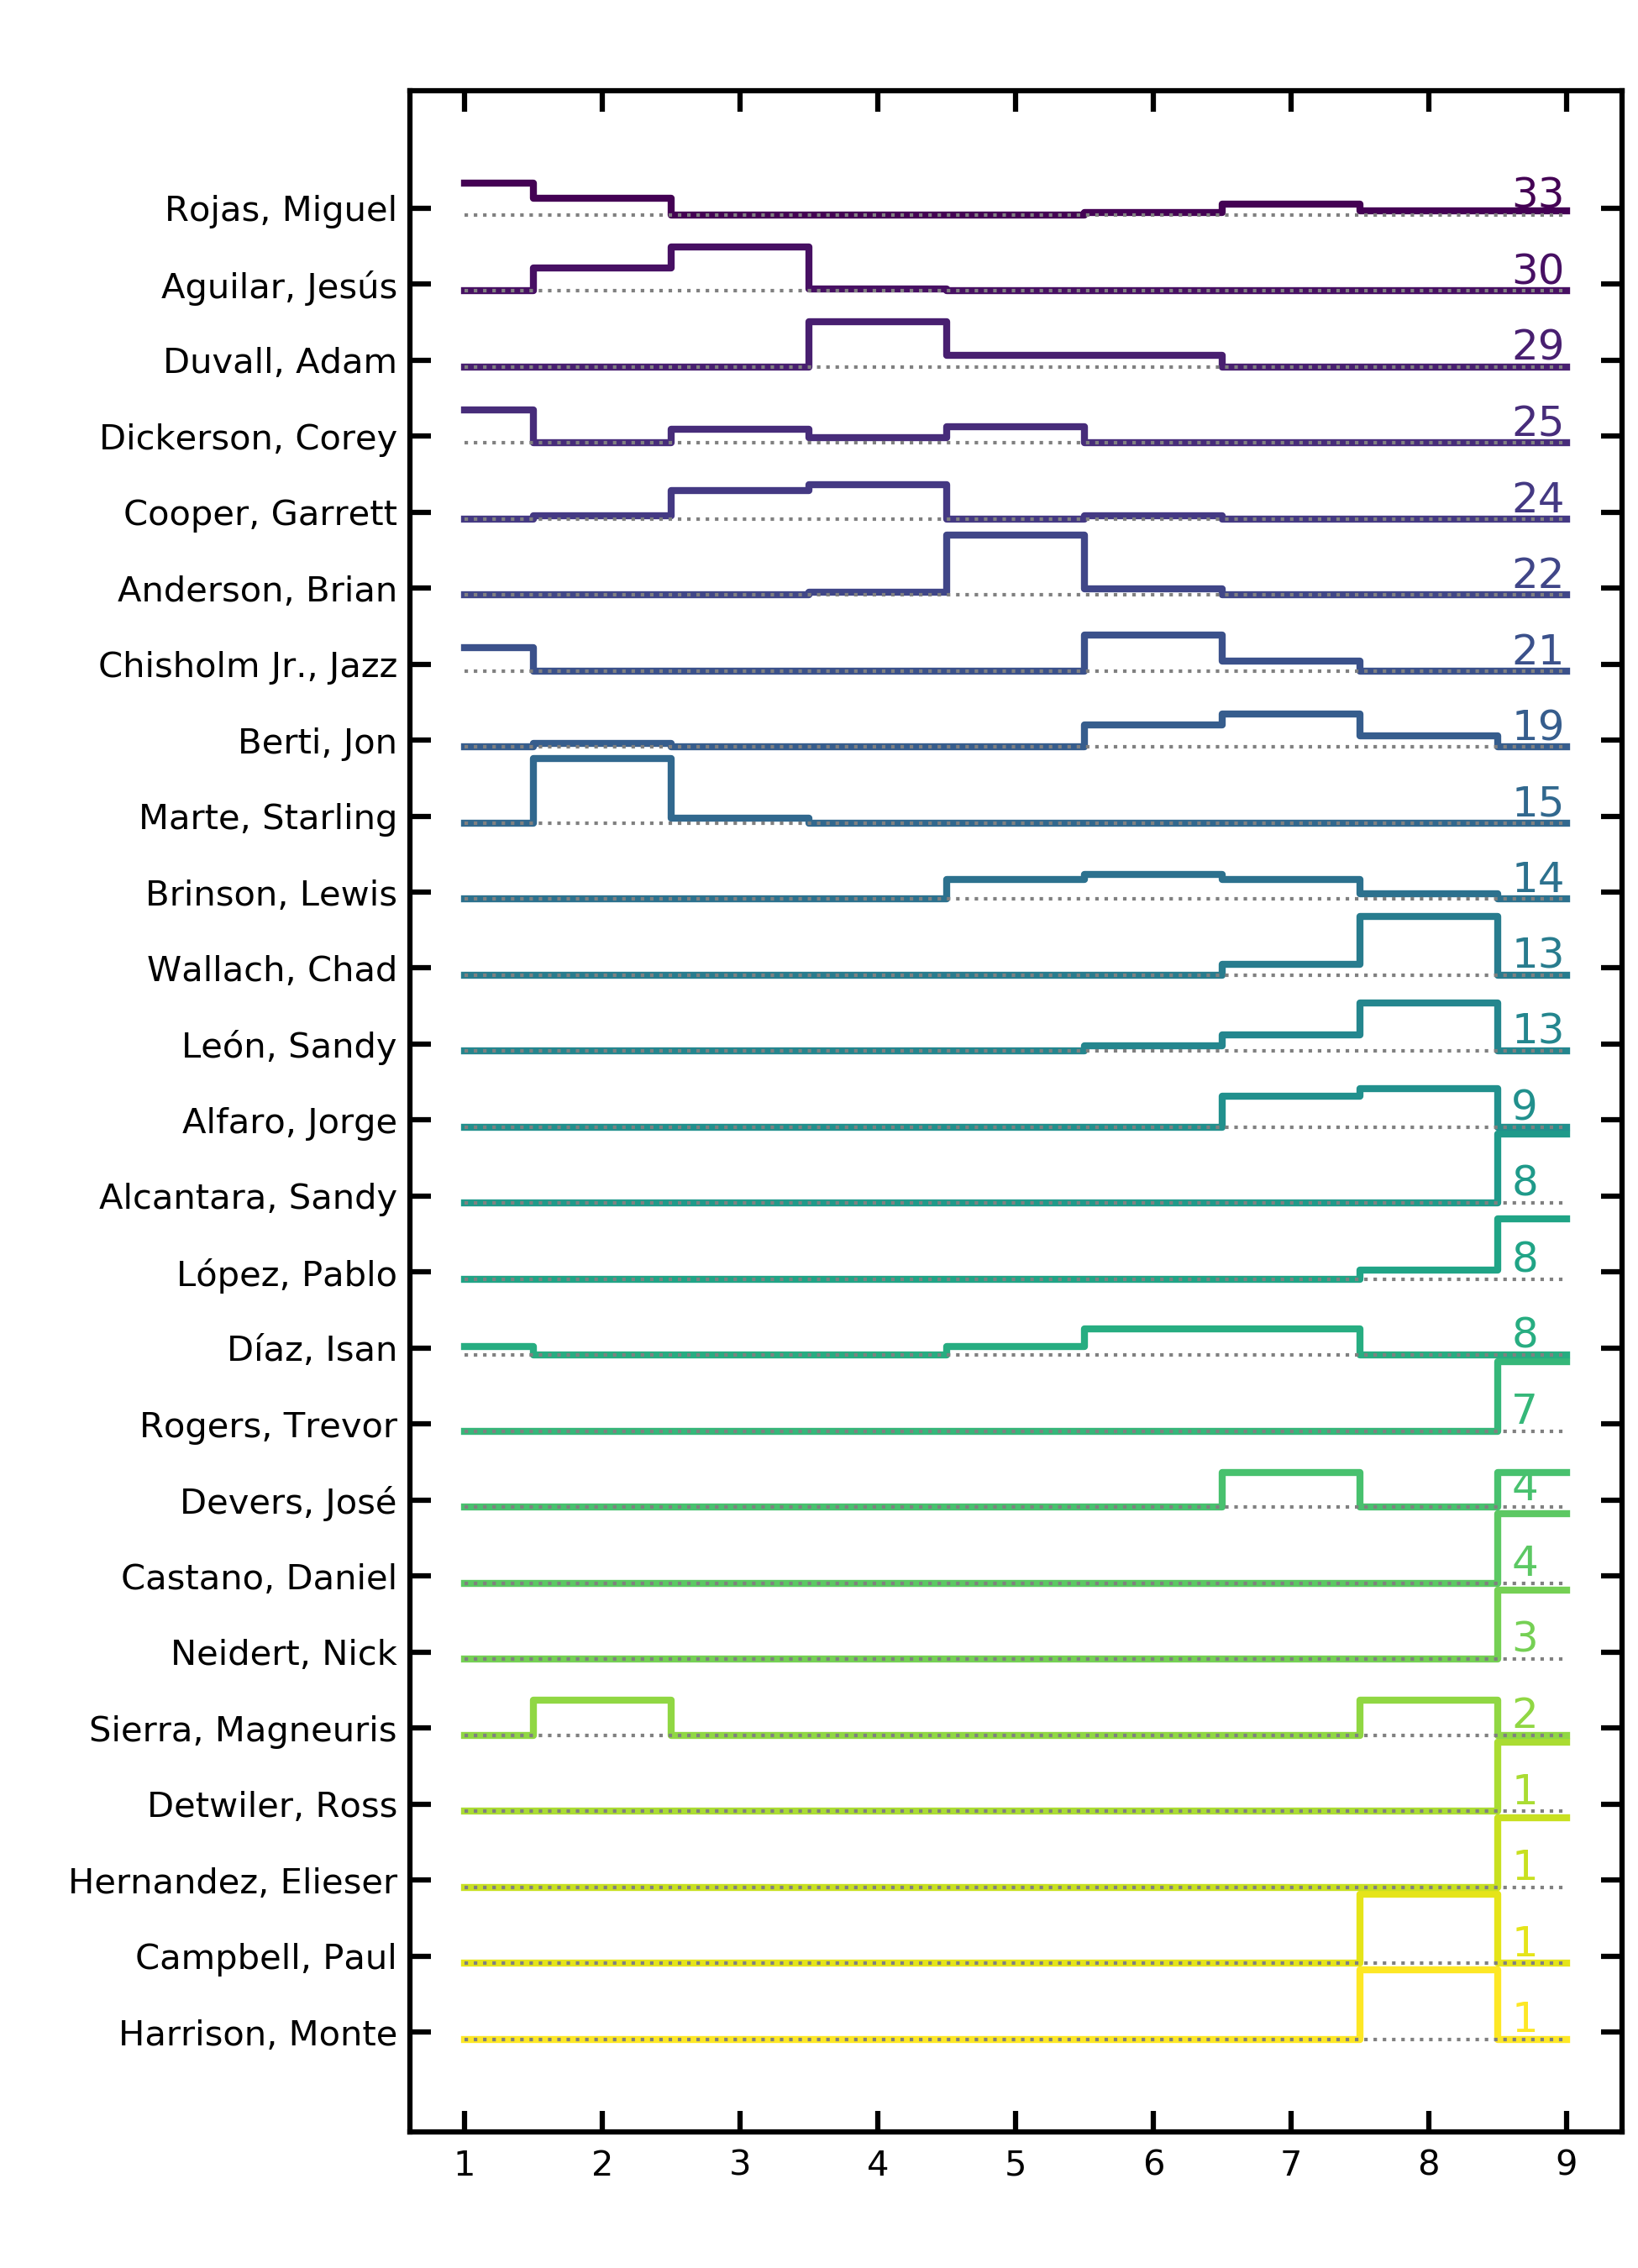 Rojas, Miguel 33
Aguilar, Jesús 30
Duvall, Adam 29
Dickerson, Corey 25
Cooper, Garrett 24
Anderson, Brian 22
Chisholm Jr., Jazz 21
Berti, Jon 19
Marte, Starling 15
Brinson, Lewis 14
Wallach, Chad 13
León, Sandy 13
Alfaro, Jorge 9
Alcantara, Sandy 8
López, Pablo 8
Díaz, Isan 8
Rogers, Trevor 7
Devers, José 4
Castano, Daniel 4
Neidert, Nick 3
Sierra, Magneuris 2
Detwiler, Ross 1
Hernandez, Elieser 1
Campbell, Paul 1
Harrison, Monte 1
1 2 3 4 5 6 7 8 9